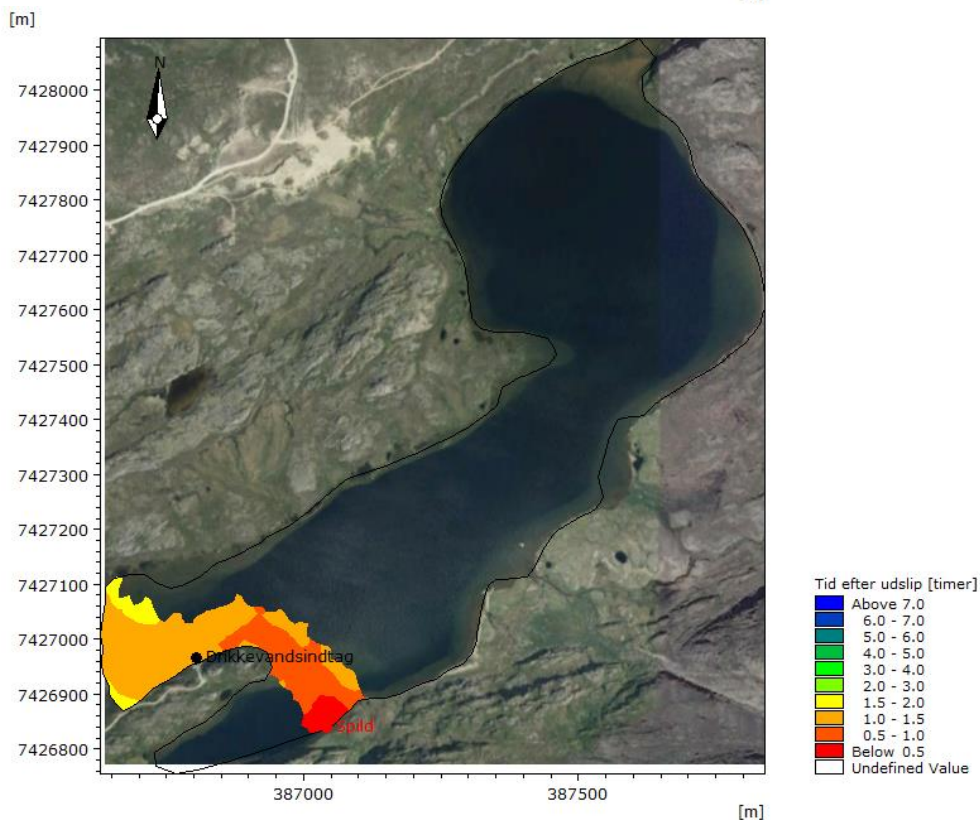 [m]
N
7428000
7427900
7427800
7427700
7427600
7427500
7427400
7427300
7427200
7427100
7427000
7426900
7426800
Drikkevandsindtag
Spild
387000
387500
[m]
Tid efter udslip [timer]
Above 7.0
6.0 - 7.0
5.0 - 6.0
4.0 - 5.0
3.0 - 4.0
2.0 - 3.0
1.5 - 2.0
1.0 - 1.5
0.5 - 1.0
Below 0.5
Undefined Value